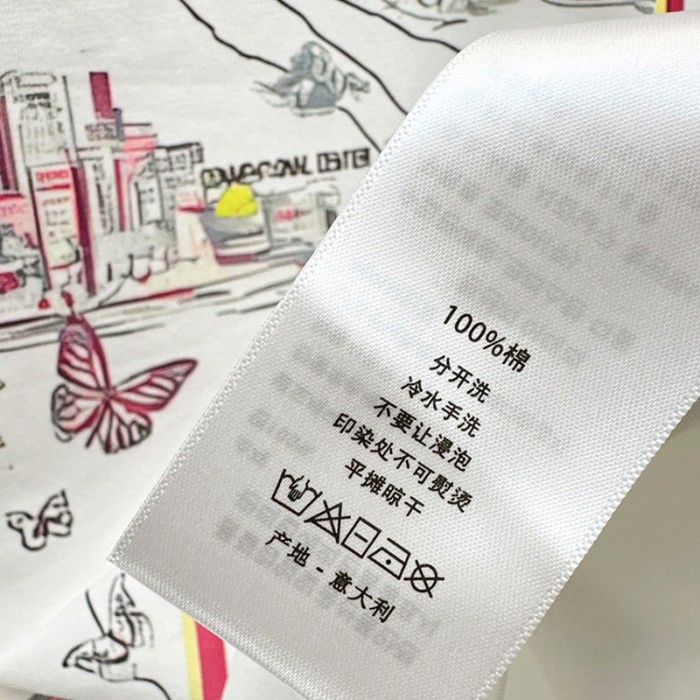 100%棉
分开洗
冷水手洗
不要让浸泡
印染处不可熨烫
平摊晾干
产地-意大利